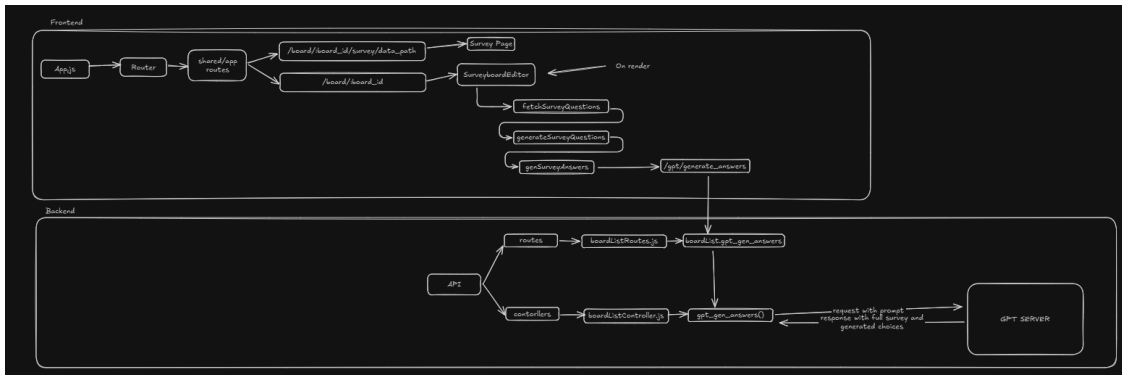 Frontend
App.js
Router
shared/app
routes
/board/:board_id/survey/data_path
Survey Page
/board/:board_id
SurveyboardEditor
On render
fetchSurveyQuestions
generateSurveyQuestions
genSurveyAnswers
/gpt/generate_answers
Backend
API
routes
boardListRoutes.js
boardList.gpt_gen_answers
contorllers
boardListController.js
gpt_gen_answers()
request with prompt
response with full survey and
generated choices
GPT SERVER